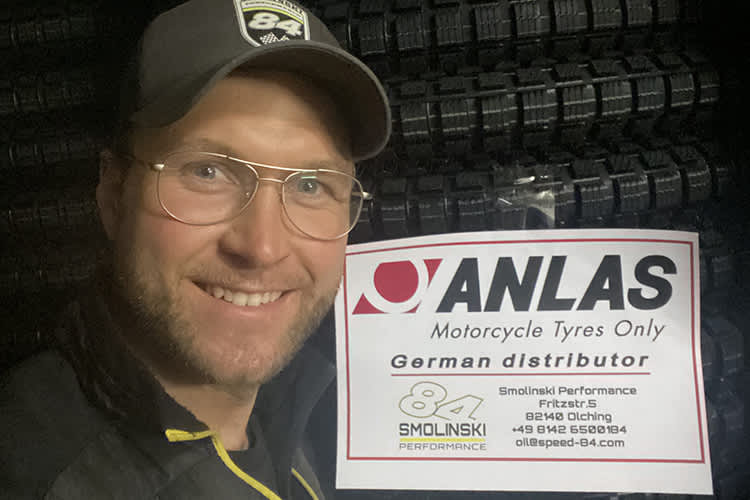 84
ANLAS
Motorcycle Tyres Only
German distributor
84
SMOLINSKI
PERFORMANCE
Smolinski Performance
Fritzstr.5
82140 Olching
+49 8142 6500184
oil@speed-84.com